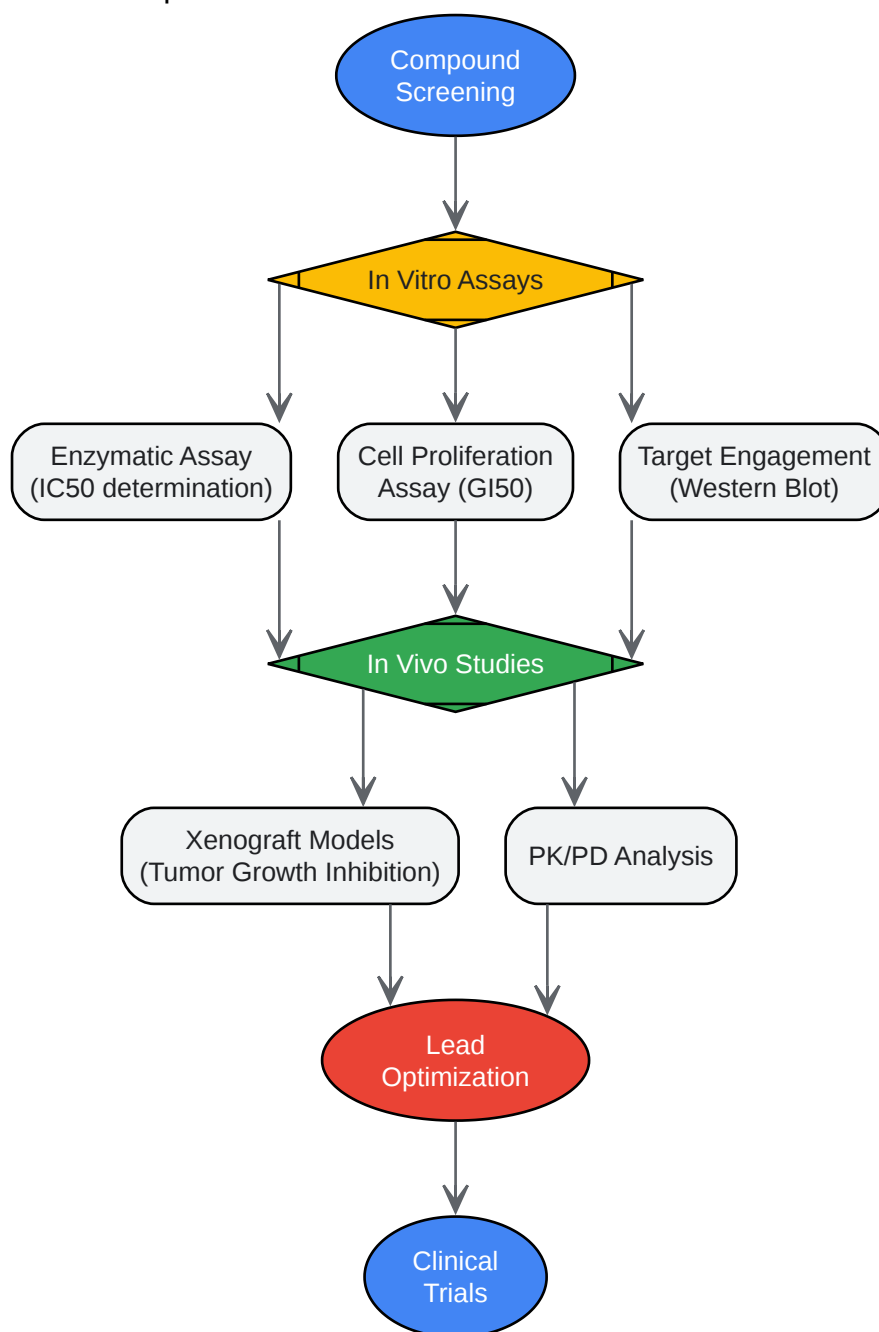 Compound
Screening
In Vitro Assays
Enzymatic Assay
(IC50 determination)
Cell Proliferation
Assay (GI50)
Target Engagement
(Western Blot)
In Vivo Studies
Xenograft Models
(Tumor Growth Inhibition)
PK/PD Analysis
Lead
Optimization
Clinical
Trials